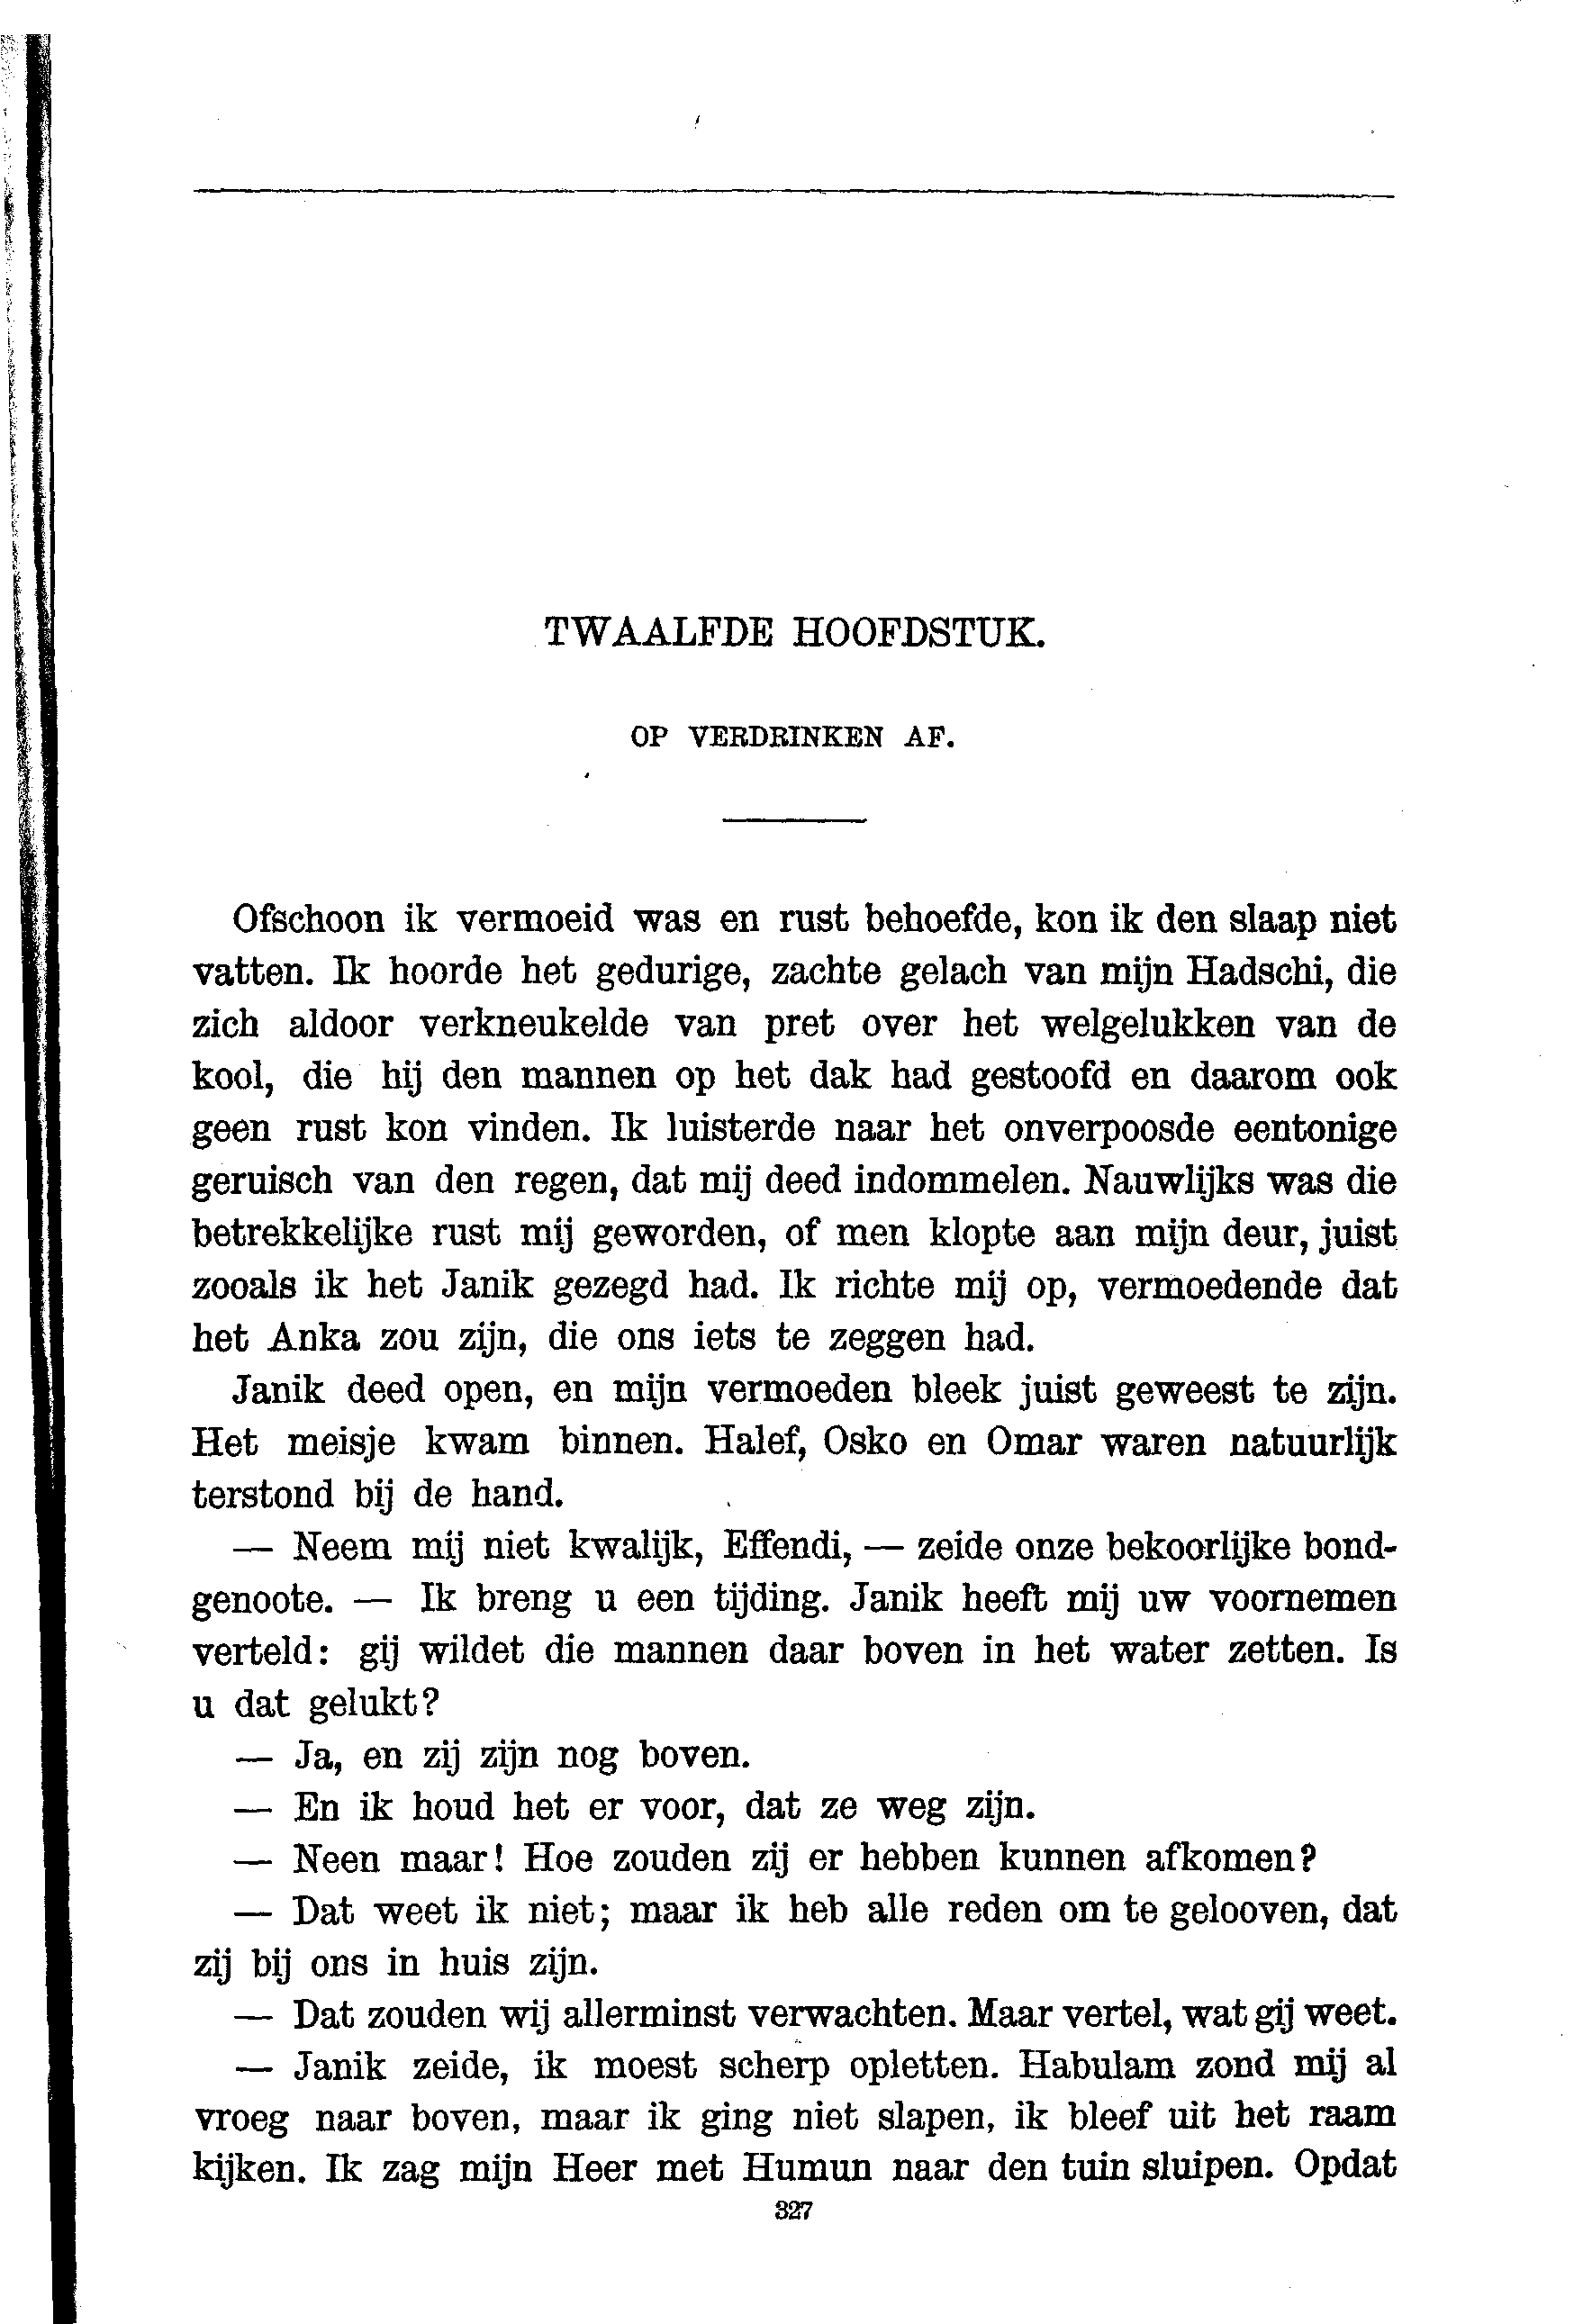 TWAALFDE HOOFDSTUK.
OP VERDRINKEN AF.
Ofschoon ik vermoeid was en rust behoefde, kon ik den slaap niet
vatten. Ik hoorde het gedurige, zachte gelach van mijn Hadschi, die
zich aldoor verkneukelde van pret over het welgelukken van de
kool, die hij den mannen op het dak had gestoofd en daarom ook
geen rust kon vinden. Ik luisterde naar het onverpoosde eentonige
geruisch van den regen, dat mij deed indommelen. Nauwlijks was die
betrekkelijke rust mij geworden, of men klopte aan mijn deur, juist
zooals ik het Janik gezegd had. Ik richte mij op, vermoedende dat
het Anka zou zijn, die ons iets te zeggen had.
Janik deed open, en mijn vermoeden bleek juist geweest te zijn.
Het meisje kwam binnen. Halef, Osko en Omar waren natuurlijk
terstond bij de hand.
— Neem mij niet kwalijk, Effendi, — zeide onze bekoorlijke bond-
genoote. — Ik breng u een tijding. Janik heeft mij uw voornemen
verteld: gij wildet die mannen daar boven in het water zetten. Is
u dat gelukt?
— Ja, en zij zijn nog boven.
— En ik houd het er voor, dat ze weg zijn.
— Neen maar! Hoe zouden zij er hebben kunnen afkomen?
— Dat weet ik niet; maar ik heb alle reden om te gelooven, dat
zij bij ons in huis zijn.
— Dat zouden wij allerminst verwachten. Maar vertel, wat gij weet.
— Janik zeide, ik moest scherp opletten. Habulam zond mij al
vroeg naar boven, maar ik ging niet slapen, ik bleef uit het raam
kijken. Ik zag mijn Heer met Humun naar den tuin sluipen. Opdat
327